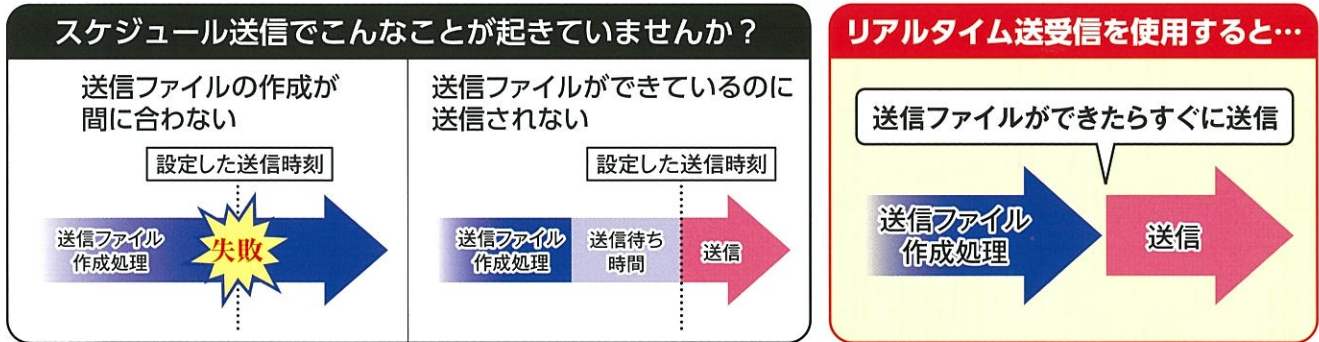 スケジュール送信でこんなことが起きていませんか？
送信ファイルの作成が
間に合わない
設定した送信時刻
送信ファイル
作成処理
失敗
送信ファイルができているのに
送信されない
設定した送信時刻
送信ファイル
作成処理
送信待ち
時間
送信
リアルタイム送受信を使用すると…
送信ファイルができたらすぐに送信
送信ファイル
作成処理
送信